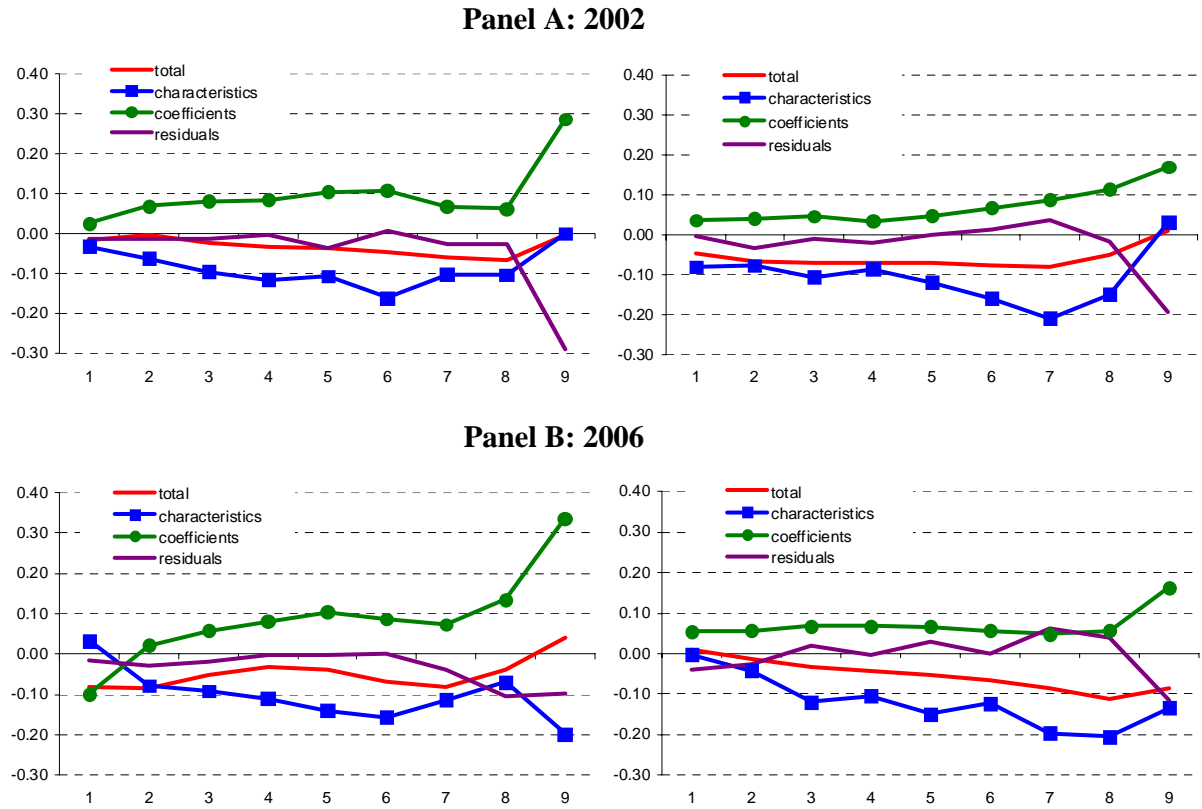 Panel A: 2002
0.40
0.30
0.20
0.10
0.00
-0.10
-0.20
-0.30
total
characteristics
coefficients
residuals
1 2 3 4 5 6 7 8 9
0.40
0.30
0.20
0.10
0.00
-0.10
-0.20
-0.30
total
characteristics
coefficients
residuals
1 2 3 4 5 6 7 8 9
Panel B: 2006
0.40
0.30
0.20
0.10
0.00
-0.10
-0.20
-0.30
total
characteristics
coefficients
residuals
1 2 3 4 5 6 7 8 9
0.40
0.30
0.20
0.10
0.00
-0.10
-0.20
-0.30
total
characteristics
coefficients
residuals
1 2 3 4 5 6 7 8 9